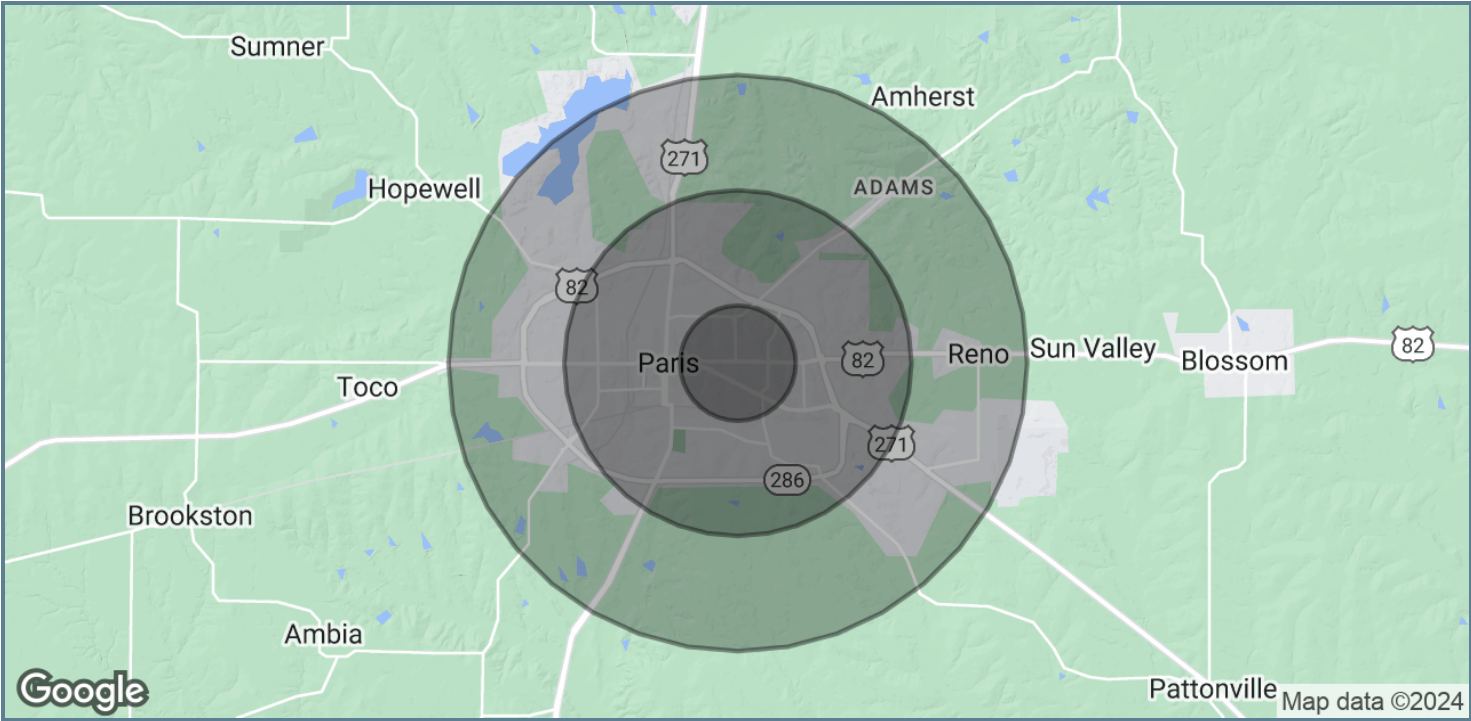 Sumner
Amherst
271
ADAMS
Hopewell
82
82
Sun Valley
Reno
Blossom
82
Paris
Toco
271
286
Brookston
Ambia
Pattonville
Google
Map data ©2024